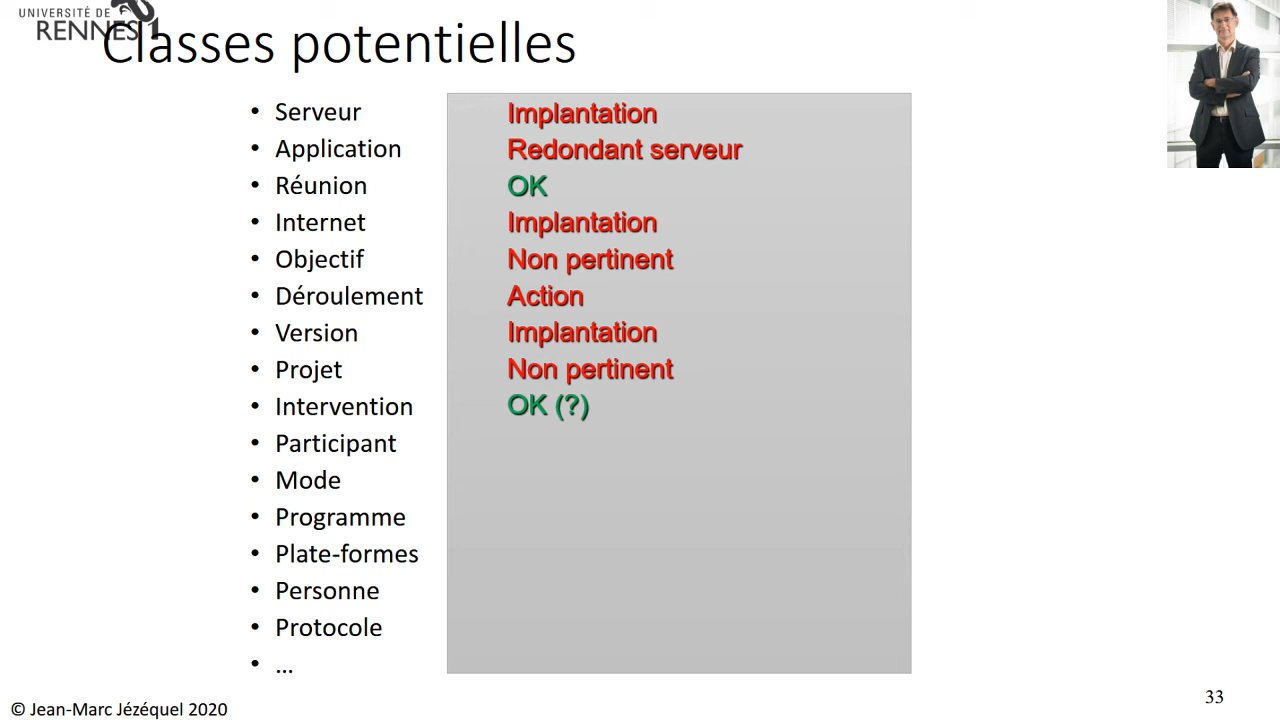 UNIVERSITÉ DE
RENNES 1
Classes potentielles
• Serveur Implantation
• Application Redondant serveur
• Réunion OK
• Internet Implantation
• Objectif Non pertinent
• Déroulement Action
• Version Implantation
• Projet Non pertinent
• Intervention OK (?)
• Participant
• Mode
• Programme
• Plate-formes
• Personne
• Protocole
• ...
© Jean-Marc Jézéquel 2020
33